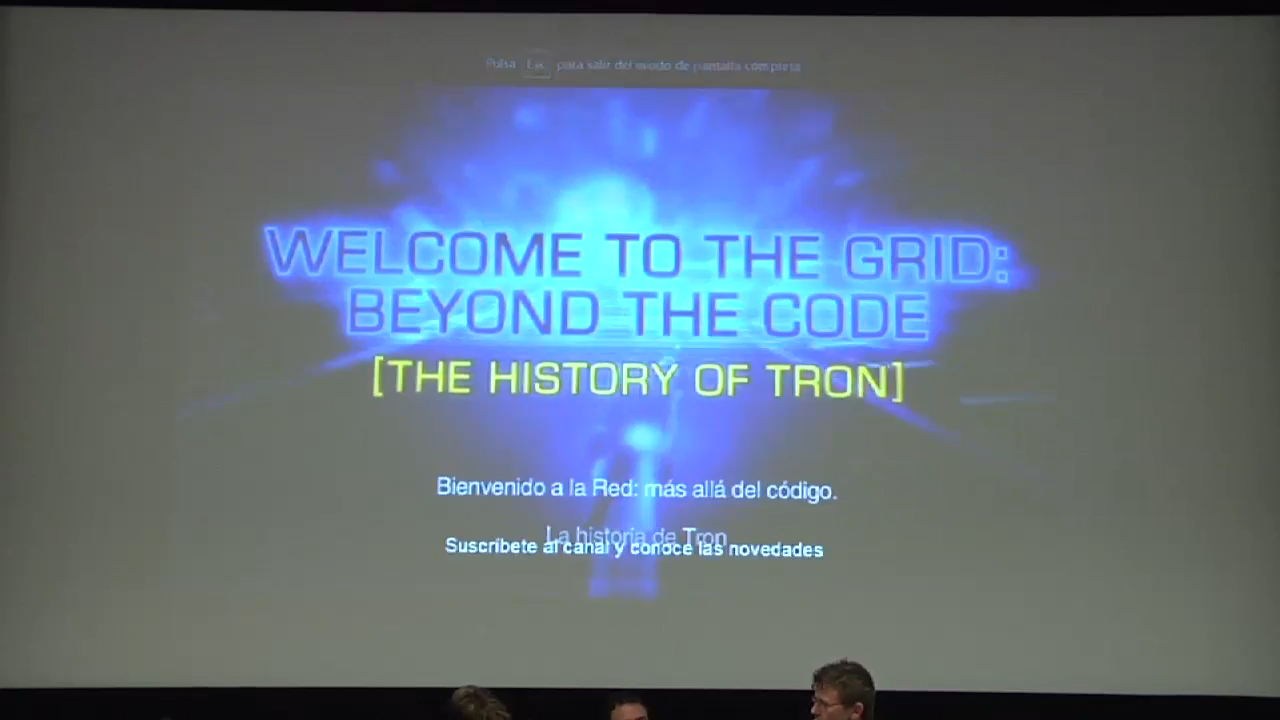 Pulsa Esc para salir del modo de pantalla completa
WELCOME TO THE GRID:
BEYOND THE CODE
[THE HISTORY OF TRON]
Bienvenido a la Red: más allá del código.
La historia de Tron
Suscribete al canal y conoce las novedades